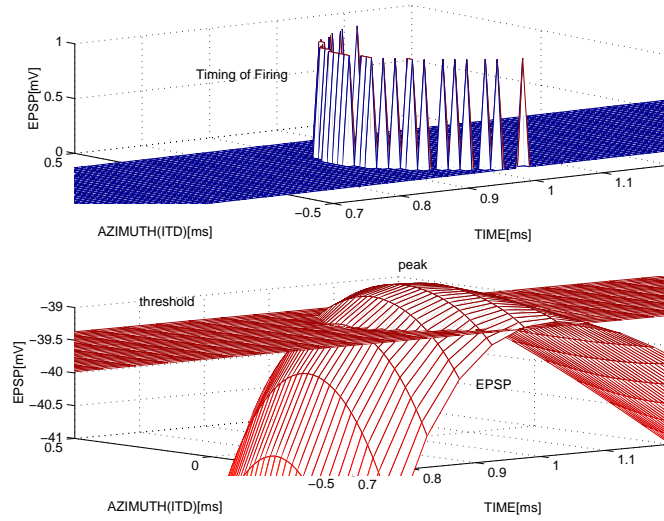 1
0.5
0
0.5
EPSP[mV]
Timing of Firing
−0.5
0.7
0.8
0.9
1
1.1
AZIMUTH(ITD)[ms]
TIME[ms]
peak
threshold
−39
−39.5
−40
−40.5
−41
0.5
EPSP[mV]
EPSP
0
−0.5
0.7
0.8
0.9
1
1.1
AZIMUTH(ITD)[ms]
TIME[ms]